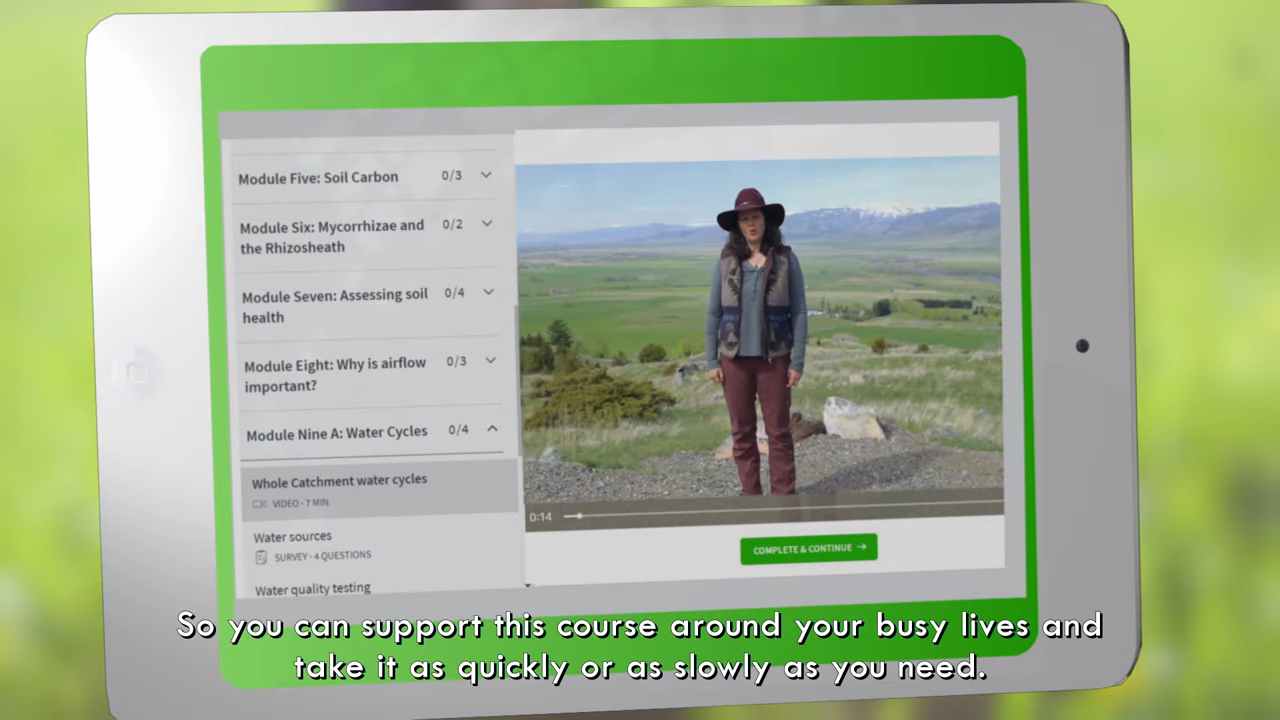 Module Five: Soil Carbon 0/3
Module Six: Mycorrhizae and 0/2
the Rhizosheath
Module Seven: Assessing soil 0/4
health
Module Eight: Why is airflow 0/3
important?
Module Nine A: Water Cycles 0/4
Whole Catchment water cycles
VIDEO · 7 MIN
Water sources
SURVEY · 4 QUESTIONS
Water quality testing
0:14
COMPLETE & CONTINUE →
So you can support this course around your busy lives and
take it as quickly or as slowly as you need.